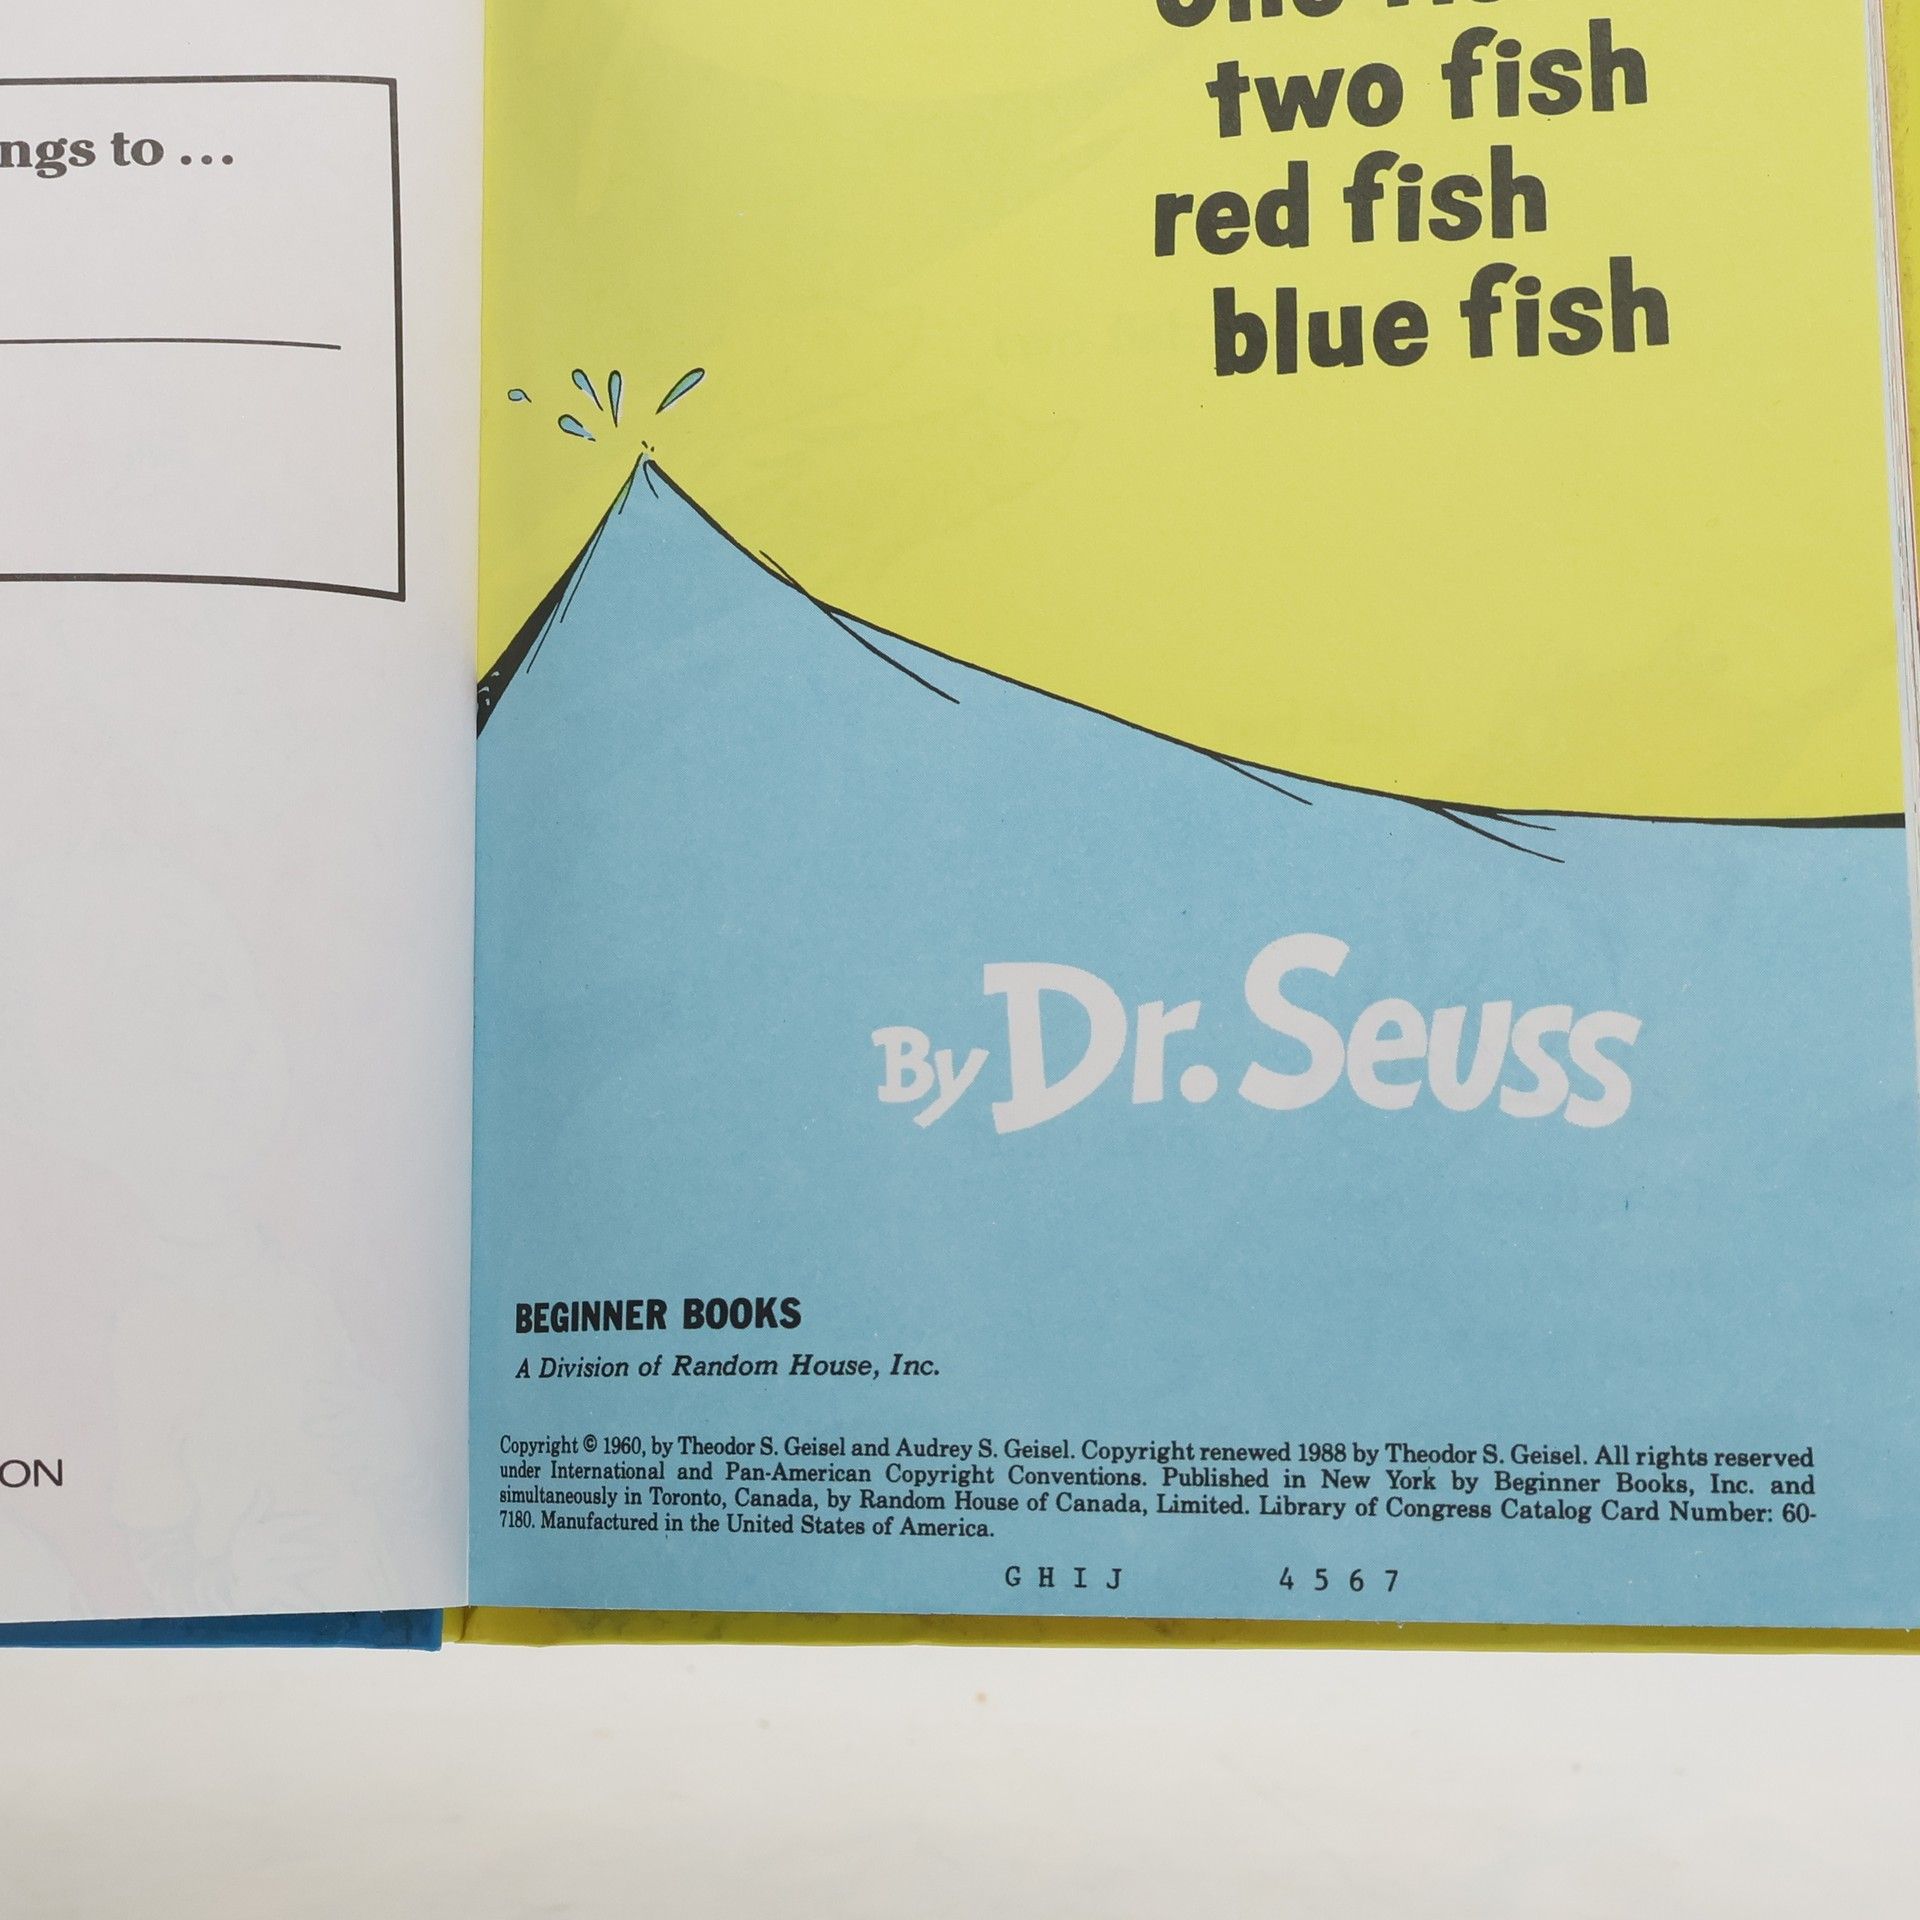 ngs to ...
ON
two fish
red fish
blue fish
By Dr. Seuss
BEGINNER BOOKS
A Division of Random House, Inc.
Copyright © 1960, by Theodor S. Geisel and Audrey S. Geisel. Copyright renewed 1988 by Theodor S. Geisel. All rights reserved
under International and Pan-American Copyright Conventions. Published in New York by Beginner Books, Inc. and
simultaneously in Toronto, Canada, by Random House of Canada, Limited. Library of Congress Catalog Card Number: 60-
7180. Manufactured in the United States of America.
G H I J 4 5 6 7